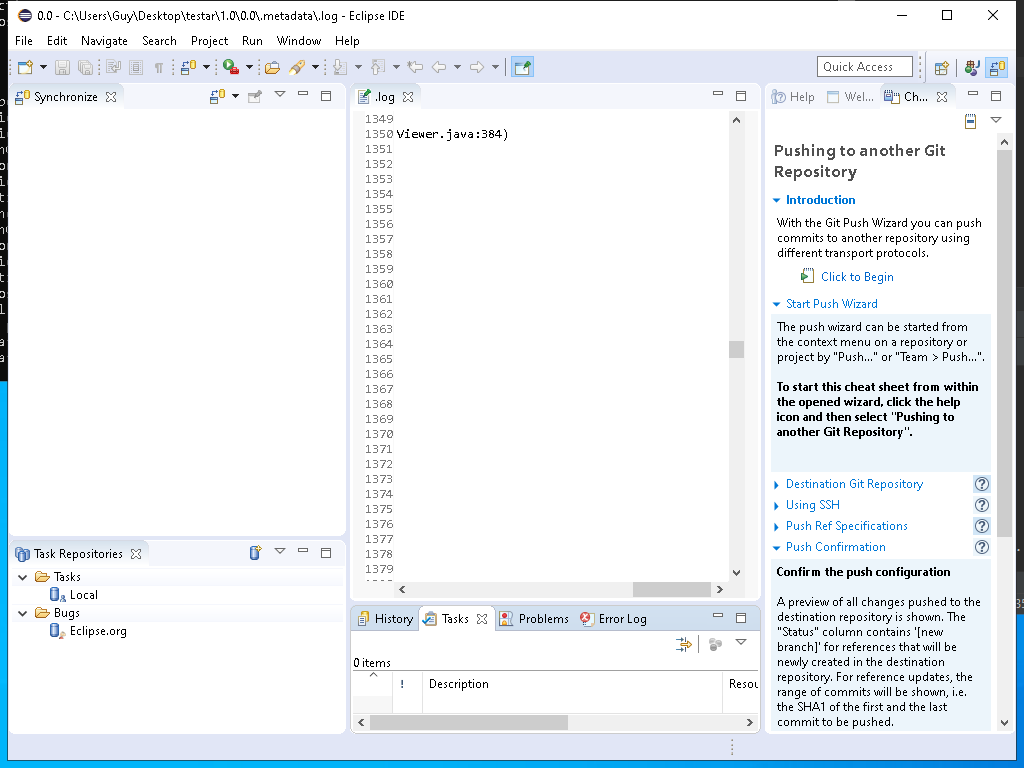 0.0 - C:\Users\Guy\Desktop\testar\1.0\0.0\.metadata\.log - Eclipse IDE
File Edit Navigate Search Project Run Window Help
Quick Access
Synchronize
.log
Help Wel... Ch...
1349
1350 Viewer.java:384)
1351
1352
1353
1354
1355
1356
1357
1358
1359
1360
1361
1362
1363
1364
1365
1366
1367
1368
1369
1370
1371
1372
1373
1374
1375
1376
1377
1378
1379
Pushing to another Git
Repository
Introduction
With the Git Push Wizard you can push
commits to another repository using
different transport protocols.
Click to Begin
Start Push Wizard
The push wizard can be started from
the context menu on a repository or
project by "Push..." or "Team > Push...".
To start this cheat sheet from within
the opened wizard, click the help
icon and then select "Pushing to
another Git Repository".
Destination Git Repository
Using SSH
Push Ref Specifications
Push Confirmation
Confirm the push configuration
A preview of all changes pushed to the
destination repository is shown. The
"Status" column contains '[new
branch]' for references that will be
newly created in the destination
repository. For reference updates, the
range of commits will be shown, i.e.
the SHA1 of the first and the last
commit to be pushed.
Task Repositories
Tasks
Local
Bugs
Eclipse.org
History Tasks Problems Error Log
0 items
! Description Resou